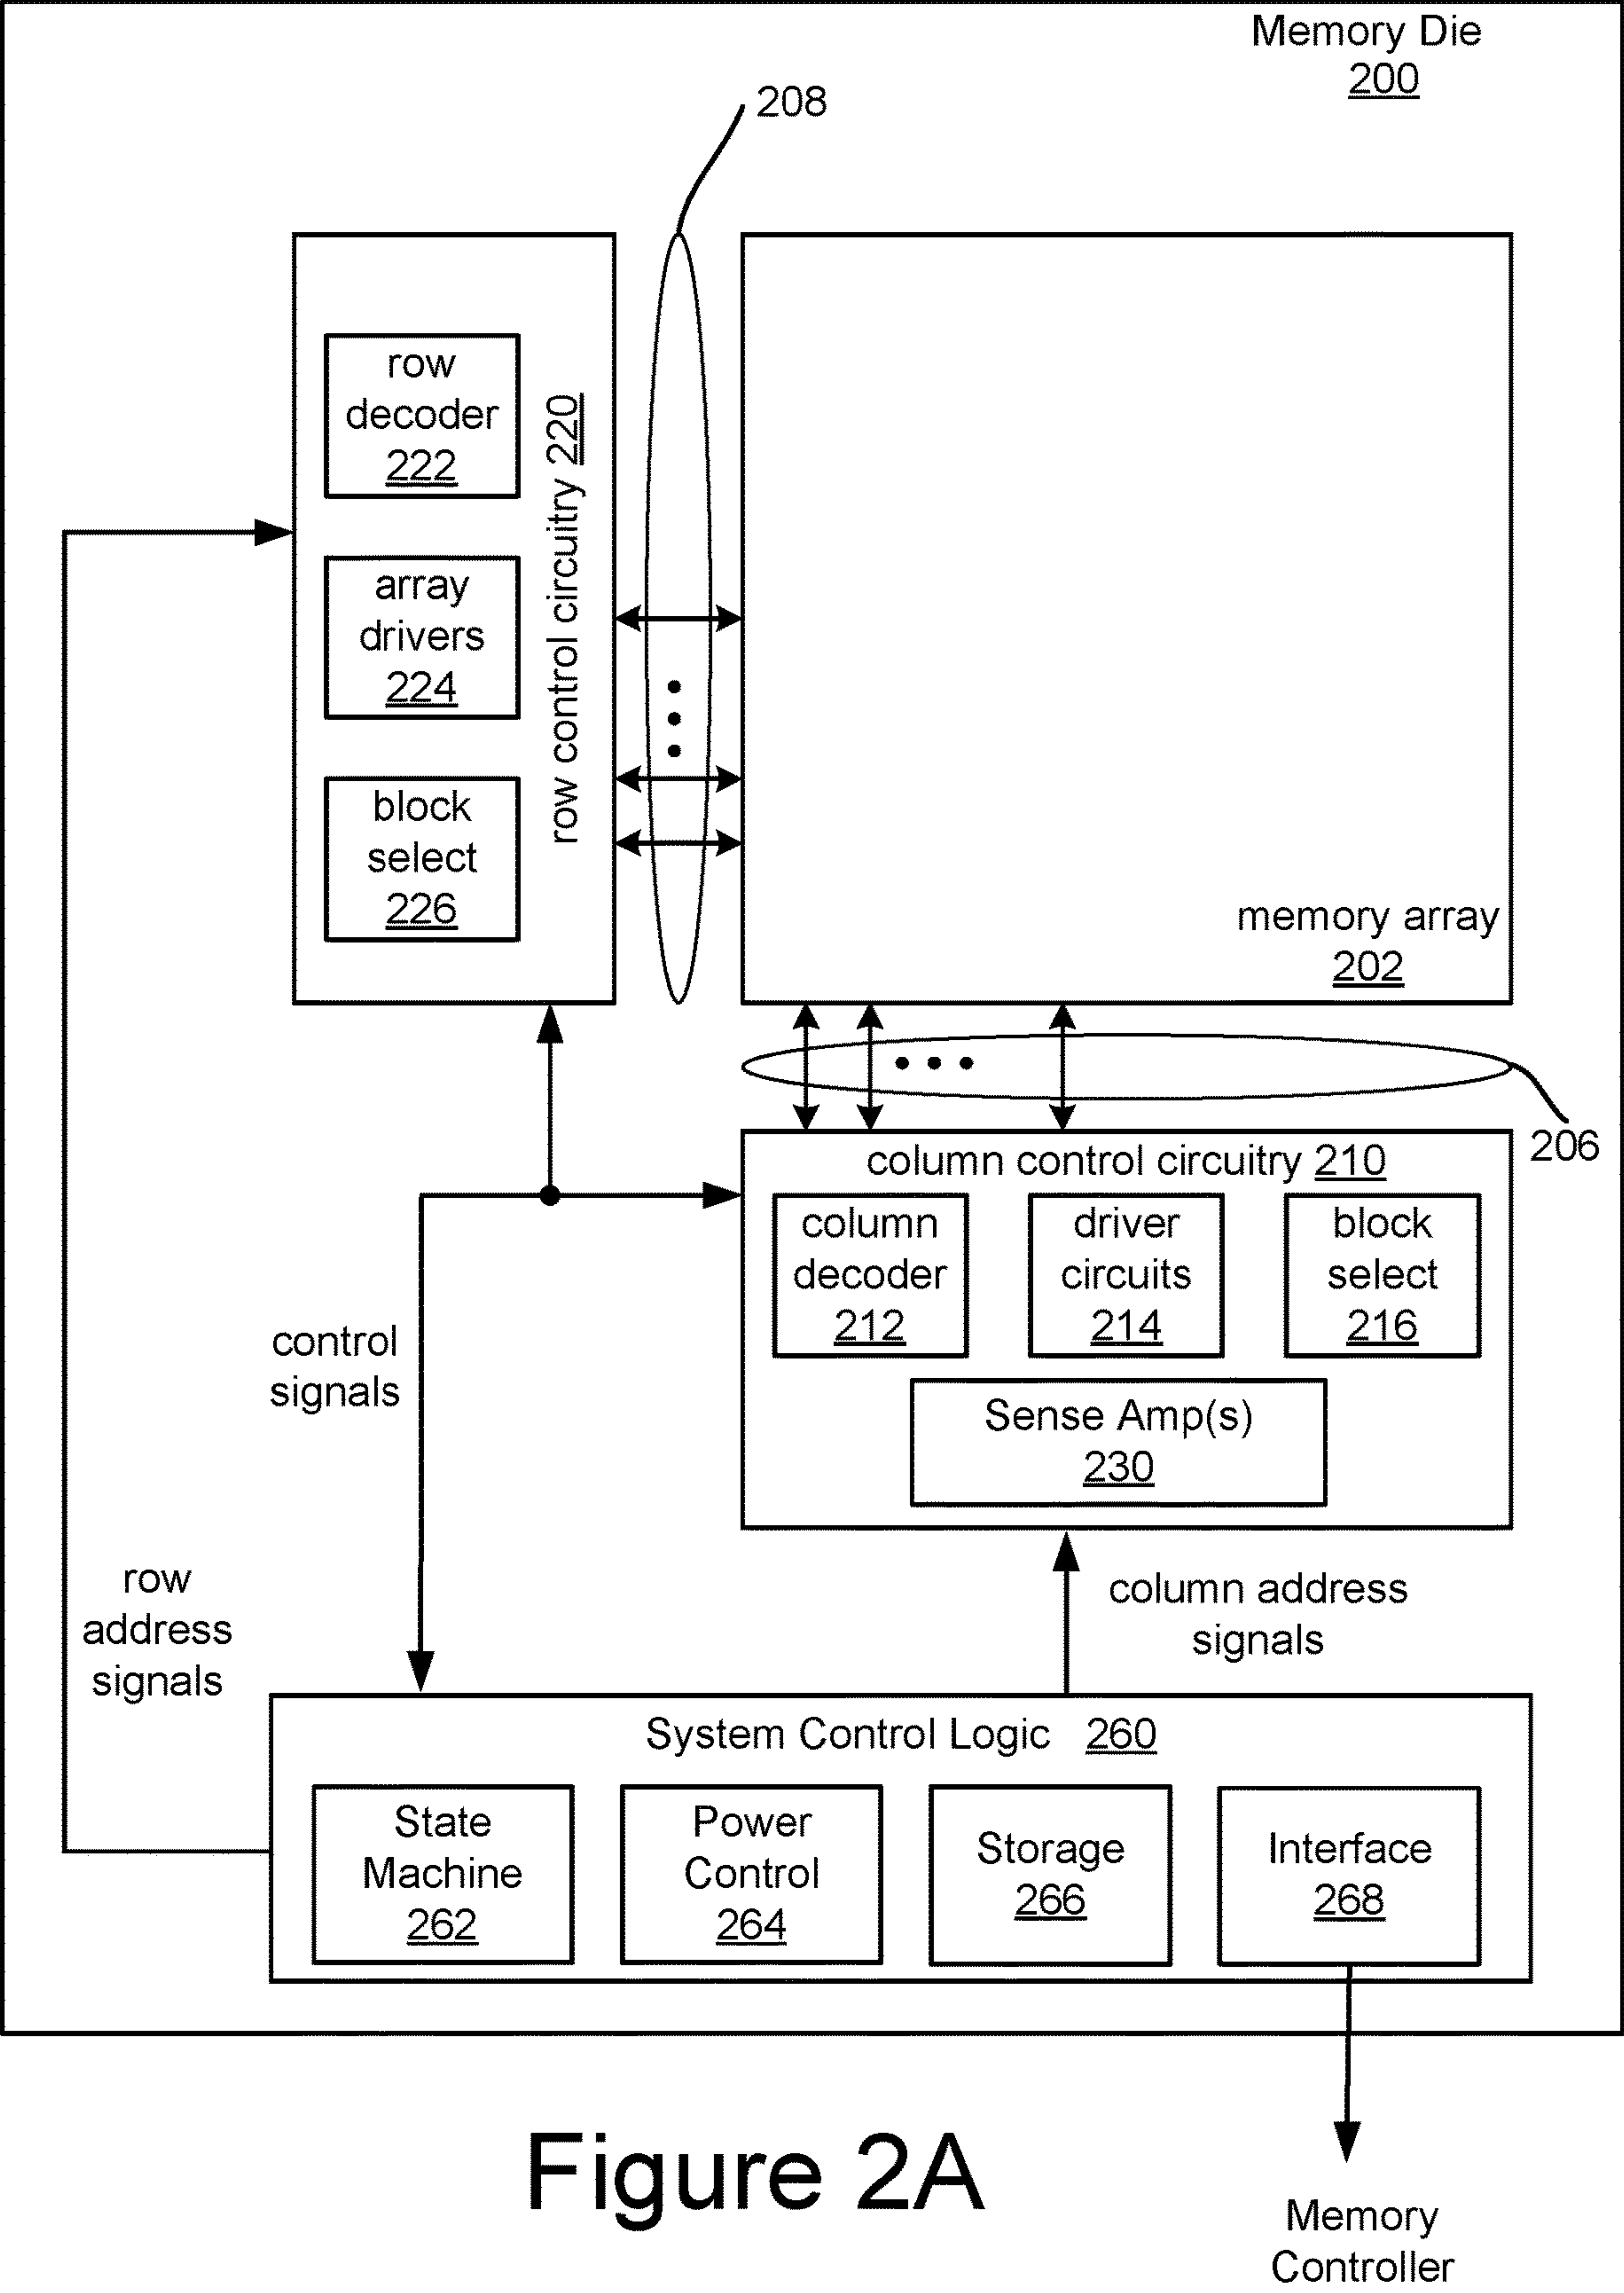 Memory Die
200
208
row
decoder
222
array
drivers
224
block
select
226
row control circuitry 220
memory array
202
206
column control circuitry 210
column
decoder
212
driver
circuits
214
block
select
216
Sense Amp(s)
230
control
signals
row
address
signals
column address
signals
System Control Logic 260
State
Machine
262
Power
Control
264
Storage
266
Interface
268
Figure 2A
Memory
Controller